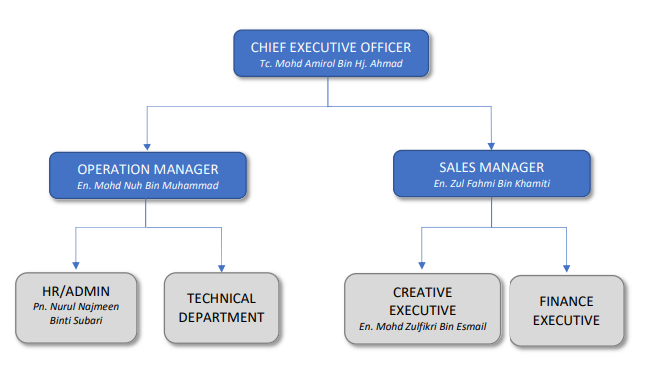 CHIEF EXECUTIVE OFFICER
Tc. Mohd Amirol Bin Hj. Ahmad
OPERATION MANAGER
En. Mohd Nuh Bin Muhammad
SALES MANAGER
En. Zul Fahmi Bin Khamiti
HR/ADMIN
Pn. Nurul Najmeen
Binti Subari
TECHNICAL
DEPARTMENT
CREATIVE
EXECUTIVE
En. Mohd Zulfikri Bin Esmail
FINANCE
EXECUTIVE